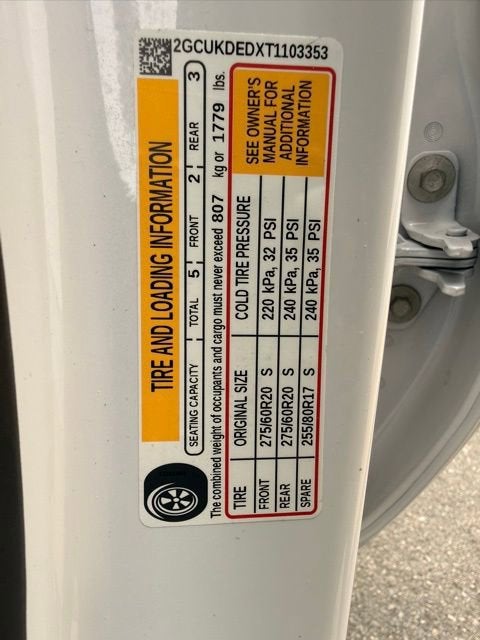 2GCUKDEDXT1103353
TIRE AND LOADING INFORMATION
SEATING CAPACITY TOTAL 5 FRONT 2 REAR 3
The combined weight of occupants and cargo must never exceed 807 kg or 1779 lbs.
TIRE ORIGINAL SIZE COLD TIRE PRESSURE
FRONT 275/60R20 S 220 kPa, 32 PSI
REAR 275/60R20 S 240 kPa, 35 PSI
SPARE 255/80R17 S 240 kPa, 35 PSI
SEE OWNER'S
MANUAL FOR
ADDITIONAL
INFORMATION